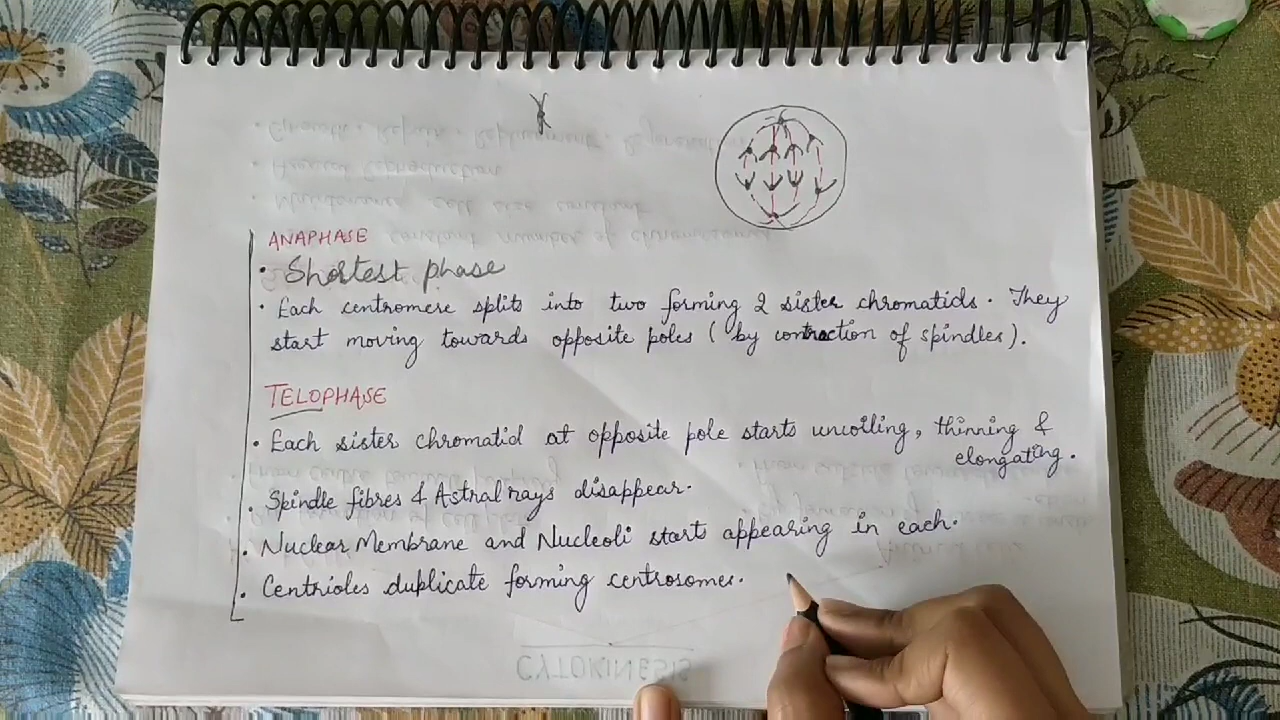 ANAPHASE
• Shortest phase
• Each centromere splits into two forming 2 sister chromatids. They
start moving towards opposite poles (by contraction of spindles).
TELOPHASE
• Each sister chromatid at opposite pole starts uncoiling, thinning &
elongating.
• Spindle fibres & Astral rays disappear.
• Nuclear Membrane and Nucleoli starts appearing in each.
• Centrioles duplicate forming centrosomes.
CYTOKINESIS